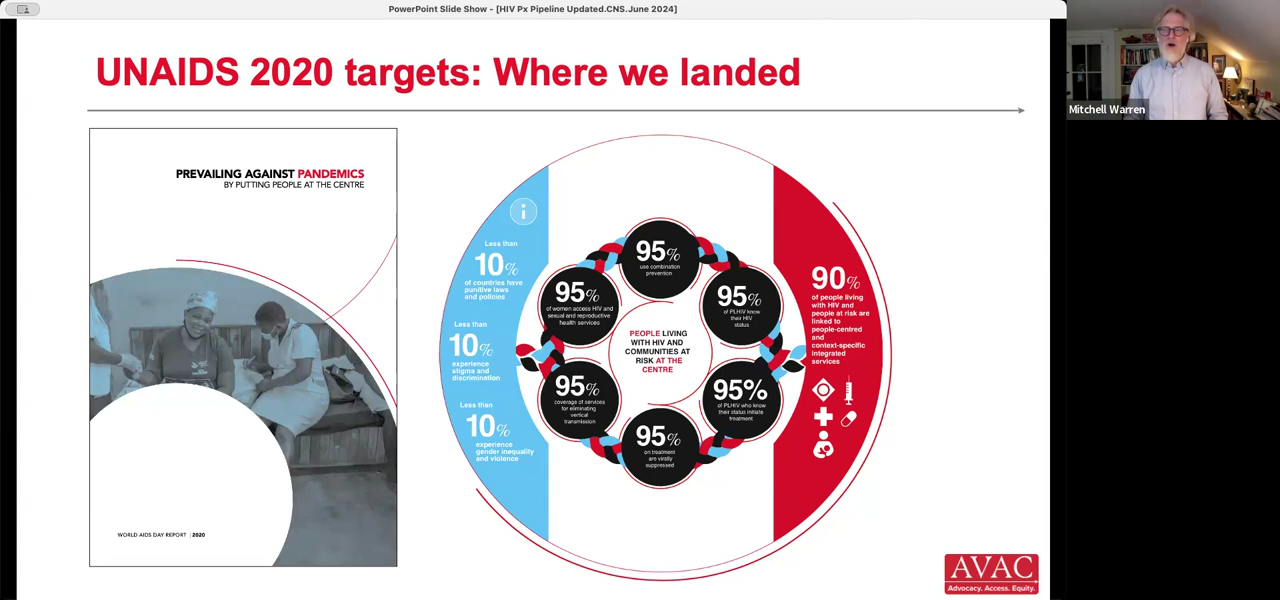 PowerPoint Slide Show - [HIV Px Pipeline Updated.CNS.June 2024]
UNAIDS 2020 targets: Where we landed
PREVAILING AGAINST PANDEMICS
BY PUTTING PEOPLE AT THE CENTRE
WORLD AIDS DAY REPORT | 2020
i
Less than
10%
of countries have
punitive laws
and policies
Less than
10%
experience
stigma and
discrimination
Less than
10%
experience
gender inequality
and violence
95%
use combination
prevention
95%
of women access HIV and
sexual and reproductive
health services
95%
of PLHIV know
their HIV
status
PEOPLE LIVING
WITH HIV AND
COMMUNITIES AT
RISK AT THE
CENTRE
95%
coverage of services
for eliminating
vertical
transmission
95%
of PLHIV who know
their status initiate
treatment
95%
on treatment
are virally
suppressed
90%
of people living
with HIV and
people at risk are
linked to
people-centred
and
context-specific
integrated
services
AVAC
Advocacy. Access. Equity.
Mitchell Warren